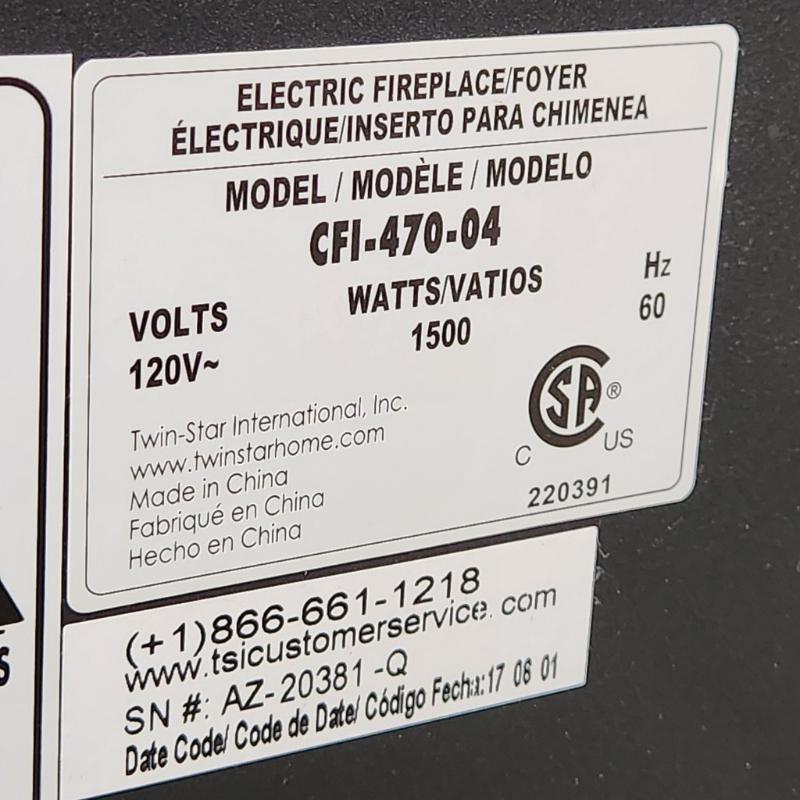 ELECTRIC FIREPLACE/FOYER
ÉLECTRIQUE/INSERTO PARA CHIMENEA
MODEL / MODÈLE / MODELO
CFI-470-04
VOLTS WATTS/VATIOS Hz
120V~ 1500 60
Twin-Star International, Inc.
www.twinstarhome.com
Made in China
Fabriqué en China
Hecho en China
CSA®
C US
220391
(+1)866-661-1218
www.tsicustomerservice. com
SN #: AZ-20381 -Q
Date Code/ Code de Date/ Código Fecha:17 08 01
S